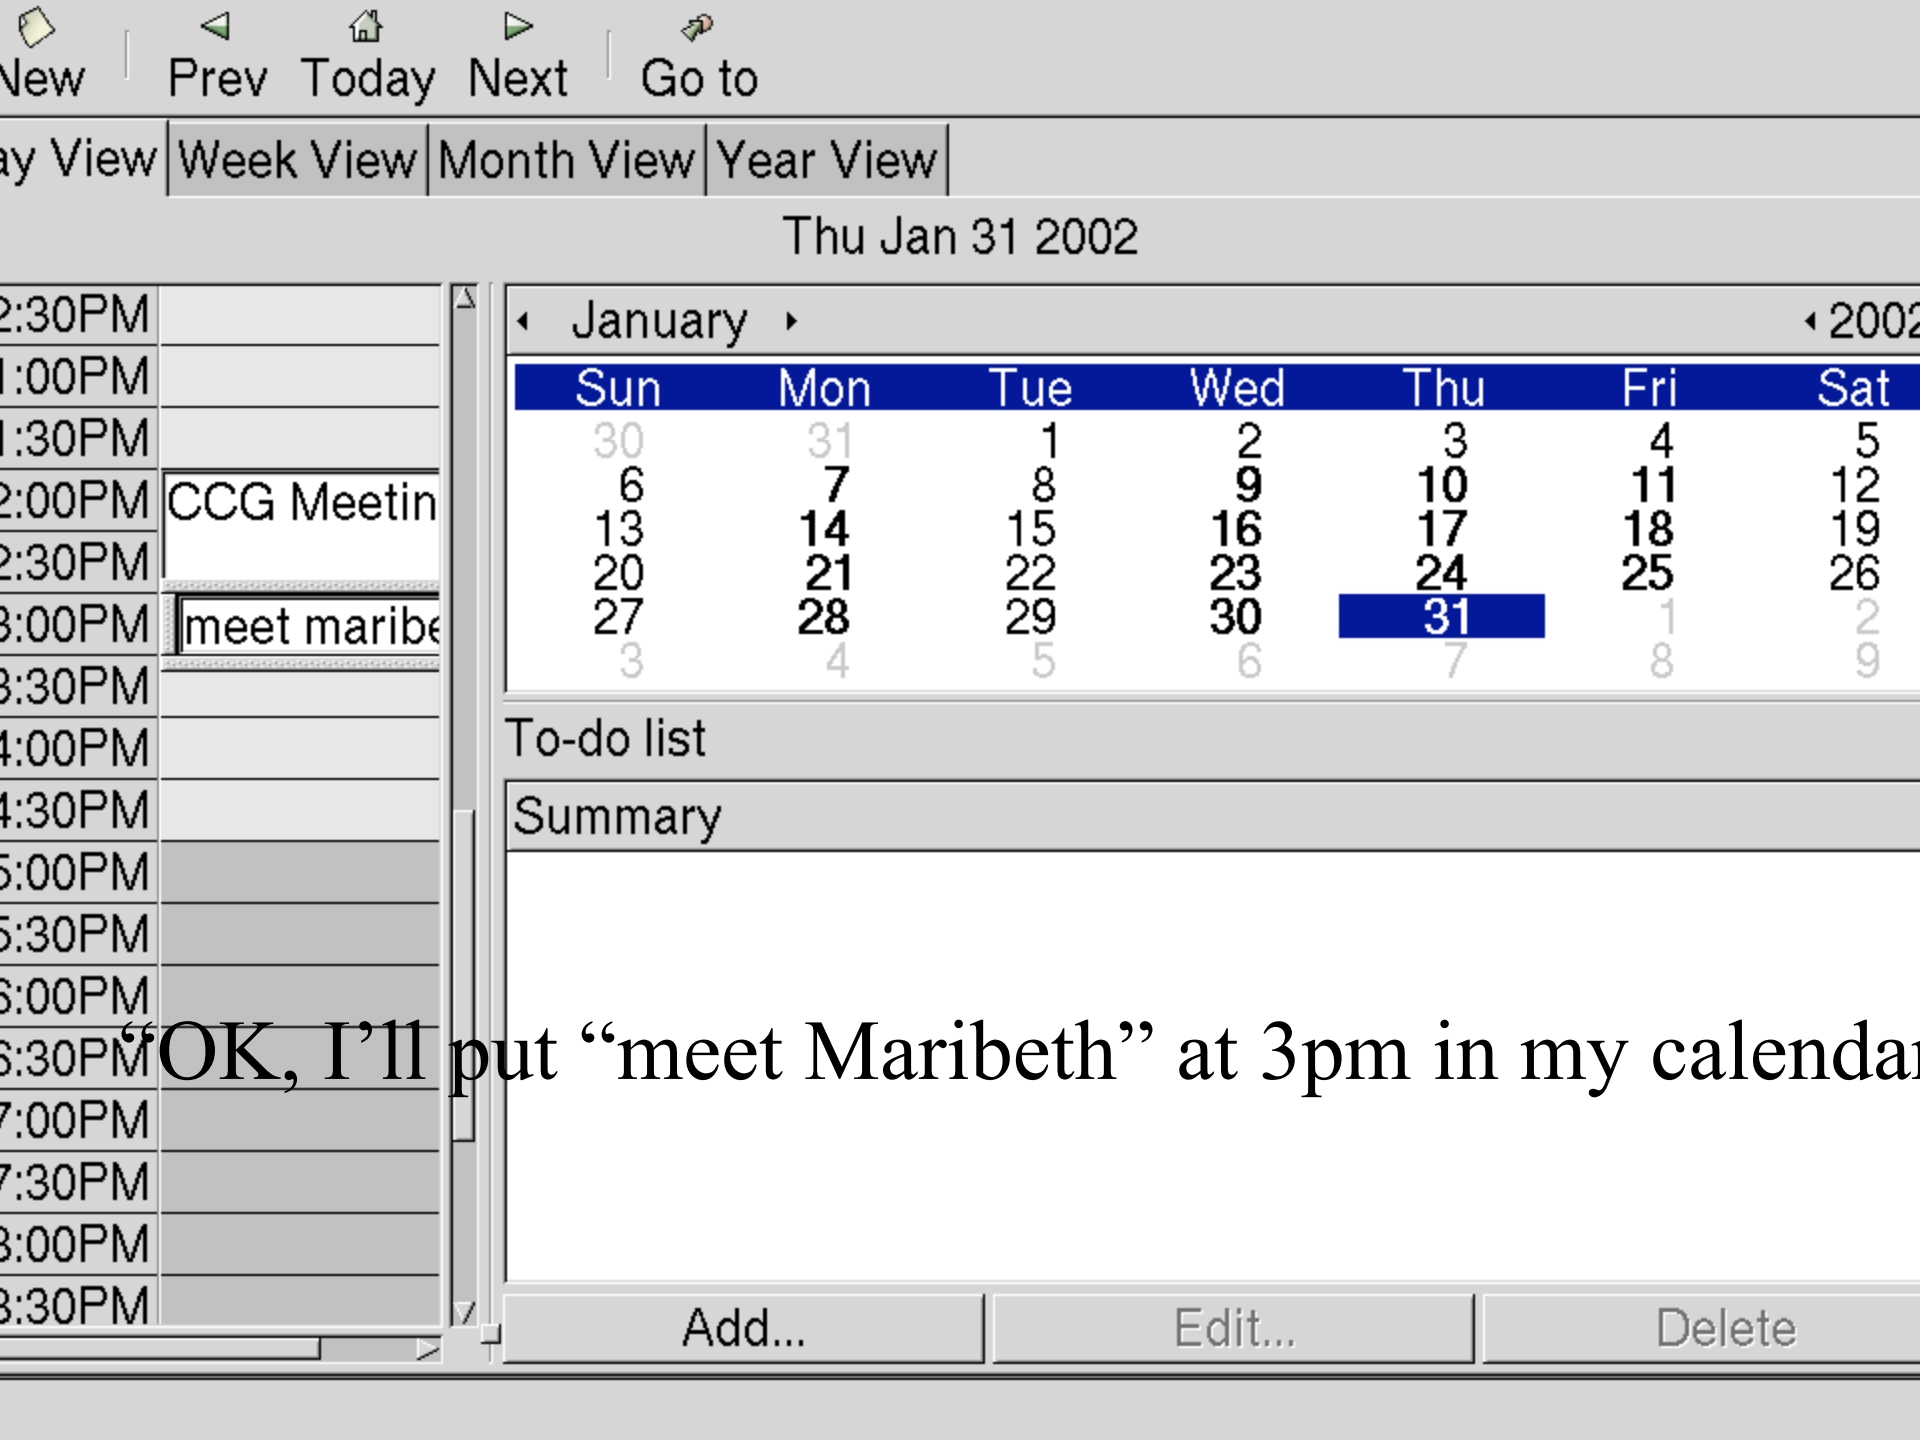 New Prev Today Next Go to
ay View Week View Month View Year View
Thu Jan 31 2002
2:30PM
1:00PM
1:30PM
2:00PM CCG Meetin
2:30PM
3:00PM meet maribe
3:30PM
4:00PM
4:30PM
5:00PM
5:30PM
6:00PM
6:30PM
7:00PM
7:30PM
8:00PM
8:30PM
January 2002
Sun Mon Tue Wed Thu Fri Sat
30 31 1 2 3 4 5
6 7 8 9 10 11 12
13 14 15 16 17 18 19
20 21 22 23 24 25 26
27 28 29 30 31 1 2
3 4 5 6 7 8 9
To-do list
Summary
“OK, I’ll put “meet Maribeth” at 3pm in my calendar
Add... Edit... Delete